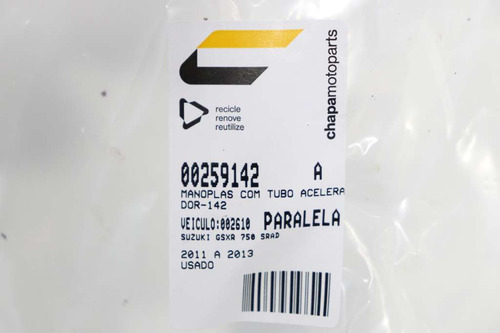 recicle
renove
reutilize
chapamotoparts
00259142 A
MANOPLAS COM TUBO ACELERA
DOR-142
VEICULO:002610 PARALELA
SUZUKI GSXR 750 SRAD
2011 A 2013
USADO